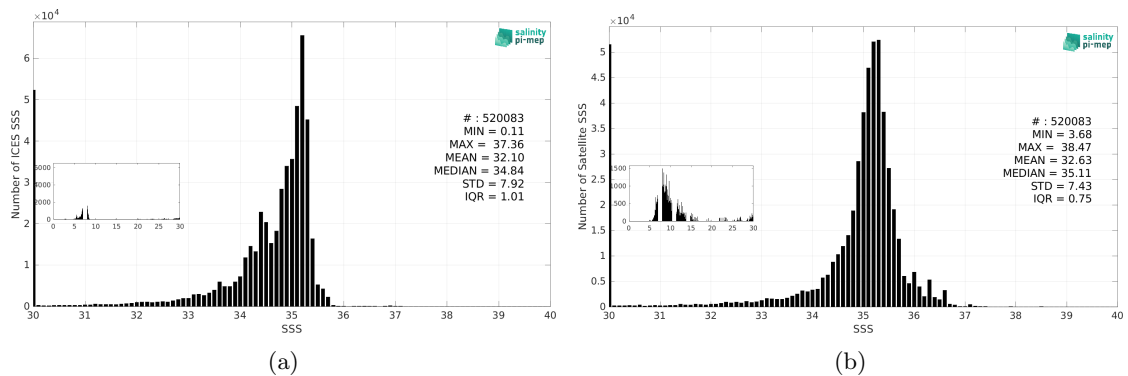 ×10⁴
salinity
pi-mep
Number of ICES SSS
6
5
4
3
2
1
0
# : 520083
MIN = 0.11
MAX = 37.36
MEAN = 32.10
MEDIAN = 34.84
STD = 7.92
IQR = 1.01
6000
4000
2000
0
0 5 10 15 20 25 30
30 31 32 33 34 35 36 37 38 39 40
SSS
(a)
×10⁴
salinity
pi-mep
Number of Satellite SSS
5
4.5
4
3.5
3
2.5
2
1.5
1
0.5
0
# : 520083
MIN = 3.68
MAX = 38.47
MEAN = 32.63
MEDIAN = 35.11
STD = 7.43
IQR = 0.75
1500
1000
500
0
0 5 10 15 20 25 30
30 31 32 33 34 35 36 37 38 39 40
SSS
(b)